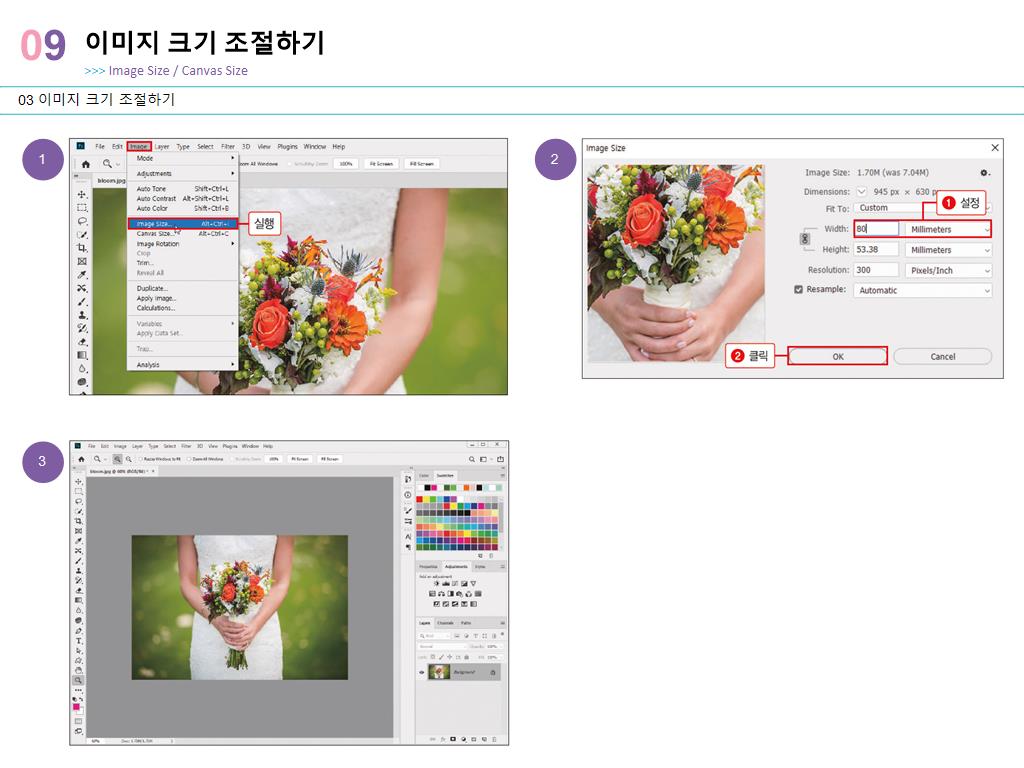 09 이미지 크기 조절하기
>>> Image Size / Canvas Size
03 이미지 크기 조절하기
1
Ps File Edit Image Layer Type Select Filter 3D View Plugins Window Help
Zoom All Windows Scrubby Zoom 100% Fit Screen Fill Screen
bloom.jpg
Mode
Adjustments
Auto Tone Shift+Ctrl+L
Auto Contrast Alt+Shift+Ctrl+L
Auto Color Shift+Ctrl+B
Image Size... Alt+Ctrl+I
실행
Canvas Size... Alt+Ctrl+C
Image Rotation
Crop
Trim...
Reveal All
Duplicate...
Apply Image...
Calculations...
Variables
Apply Data Set...
Trap...
Analysis
2
Image Size
Image Size: 1.70M (was 7.04M)
Dimensions: 945 px × 630 p
Fit To: Custom
1 설정
Width: 80 Millimeters
Height: 53.38 Millimeters
Resolution: 300 Pixels/Inch
Resample: Automatic
2 클릭
OK Cancel
3
File Edit Image Layer Type Select Filter 3D View Plugins Window Help
Resize Windows to Fit Zoom All Windows Scrubby Zoom 100% Fit Screen Fill Screen
bloom.jpg @ 60% (RGB/8#) *
Color Swatches
Properties Adjustments Styles
Add an adjustment
Layers Channels Paths
Kind
Normal Opacity: 100%
Lock: Fill: 100%
Background
60% Doc: 1.70M/1.70M